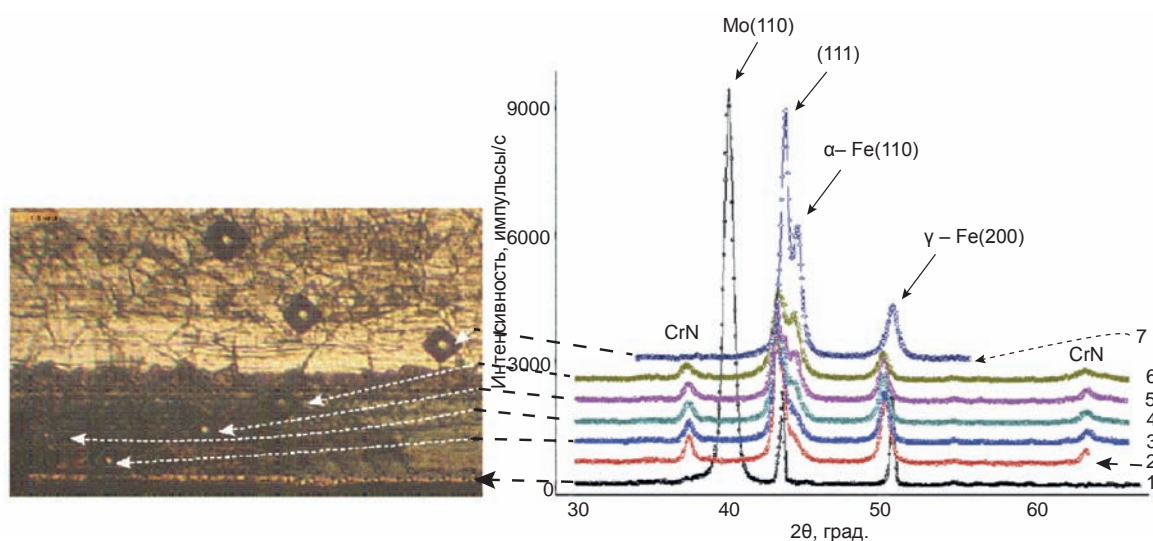 Mo(110)
(111)
α– Fe(110)
γ – Fe(200)
CrN
CrN
Интенсивность, импульсы/с
9000
6000
3000
0
7
6
5
4
3
2
1
30
40
50
60
2θ, град.